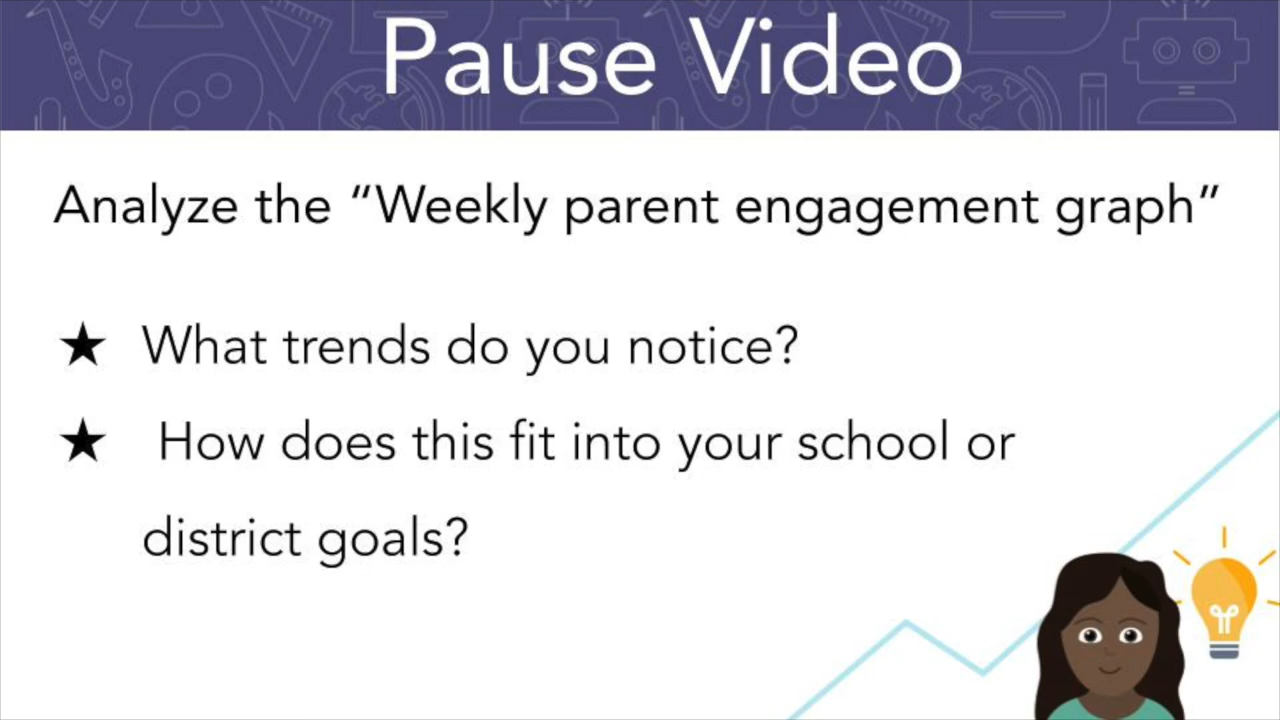 Pause Video
Analyze the “Weekly parent engagement graph”
★ What trends do you notice?
★ How does this fit into your school or
district goals?